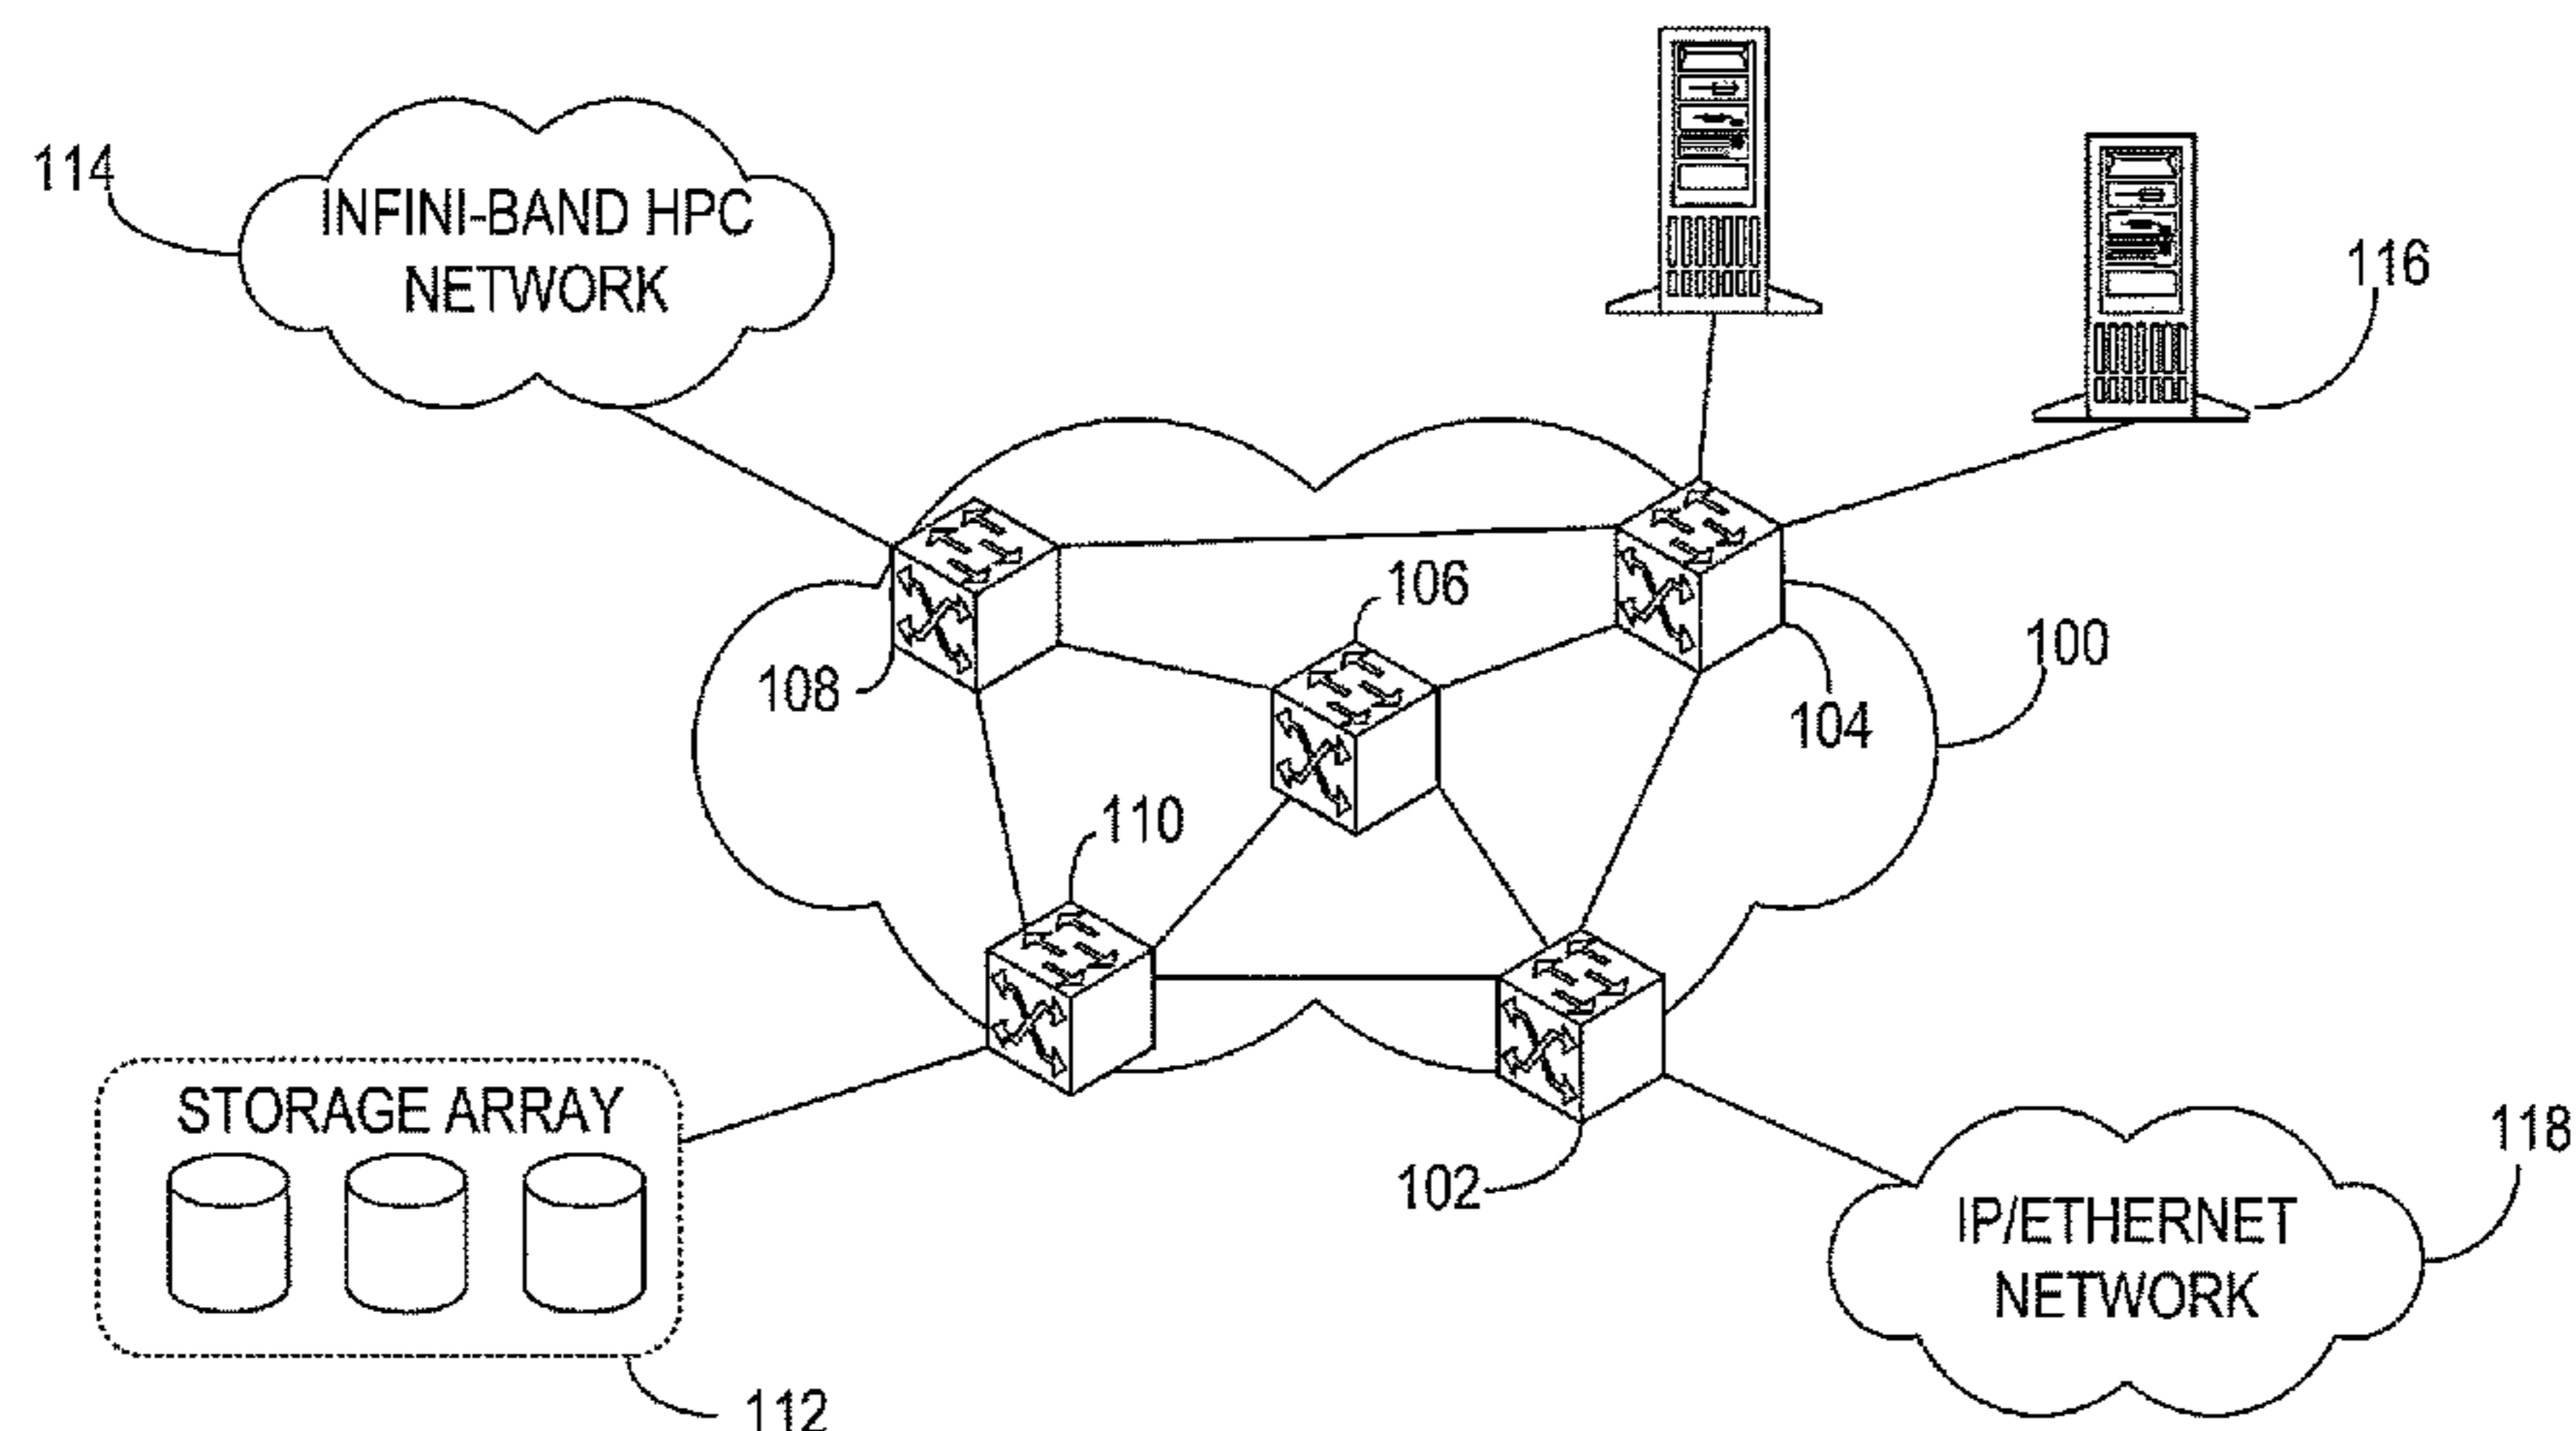 114
INFINI-BAND HPC
NETWORK
116
106
108
104
100
110
STORAGE ARRAY
102
118
IP/ETHERNET
NETWORK
112